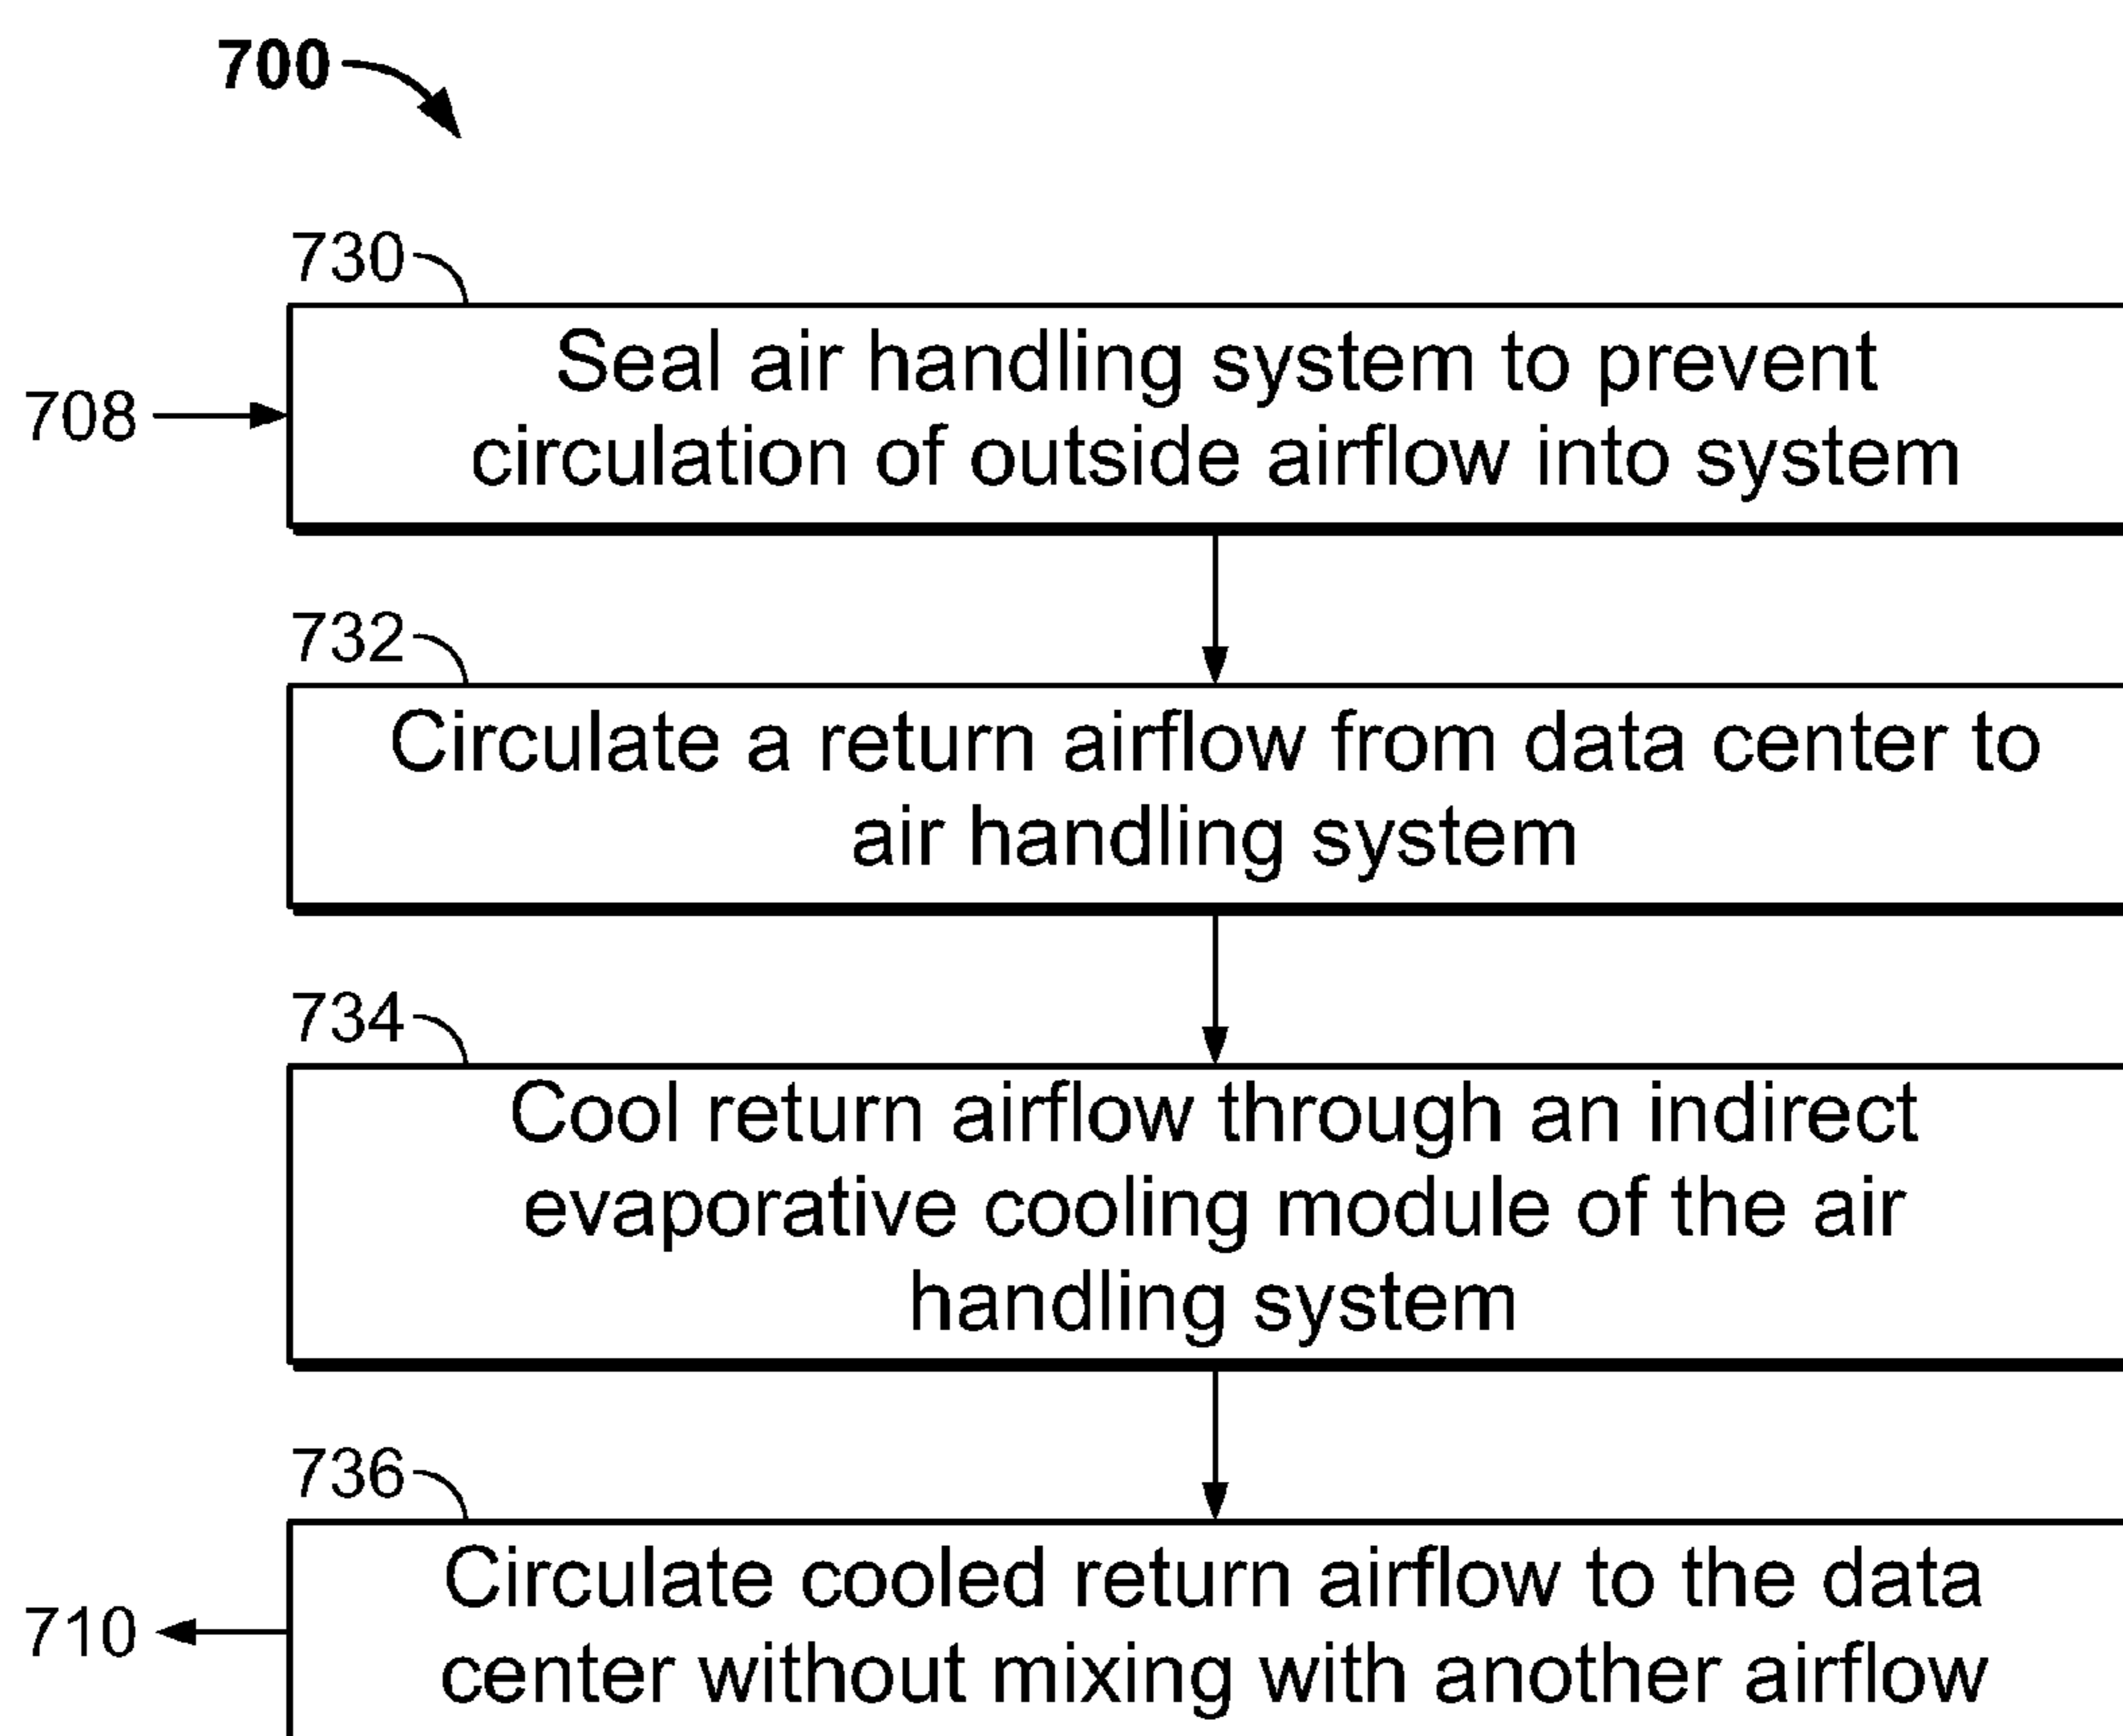 700
730
Seal air handling system to prevent
circulation of outside airflow into system
708
732
Circulate a return airflow from data center to
air handling system
734
Cool return airflow through an indirect
evaporative cooling module of the air
handling system
736
Circulate cooled return airflow to the data
center without mixing with another airflow
710